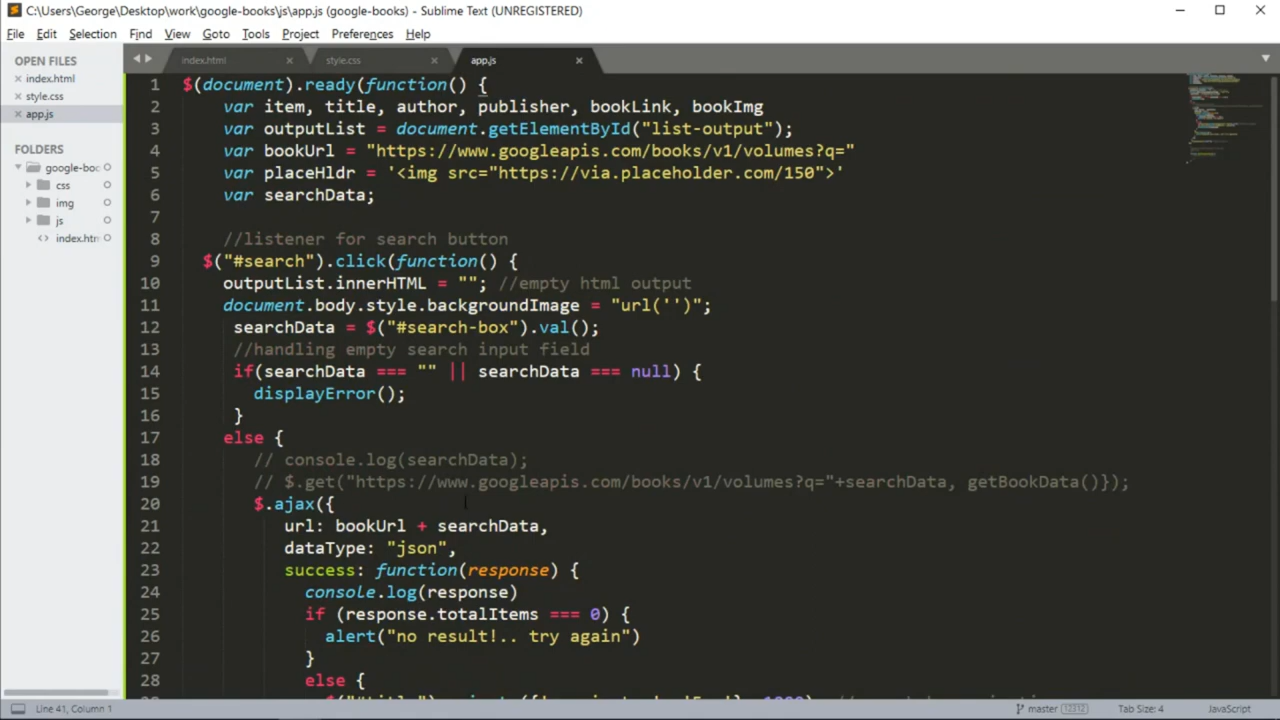 C:\Users\George\Desktop\work\google-books\js\app.js (google-books) - Sublime Text (UNREGISTERED)
File Edit Selection Find View Goto Tools Project Preferences Help
OPEN FILES
index.html
style.css
app.js
FOLDERS
google-boo
css
img
js
index.htm
index.html style.css app.js
1 $(document).ready(function() {
2 var item, title, author, publisher, bookLink, bookImg
3 var outputList = document.getElementById("list-output");
4 var bookUrl = "https://www.googleapis.com/books/v1/volumes?q="
5 var placeHldr = '<img src="https://via.placeholder.com/150">'
6 var searchData;
7
8 //listener for search button
9 $("#search").click(function() {
10 outputList.innerHTML = ""; //empty html output
11 document.body.style.backgroundImage = "url('')";
12 searchData = $("#search-box").val();
13 //handling empty search input field
14 if(searchData === "" || searchData === null) {
15 displayError();
16 }
17 else {
18 // console.log(searchData);
19 // $.get("https://www.googleapis.com/books/v1/volumes?q="+searchData, getBookData()});
20 $.ajax({
21 url: bookUrl + searchData,
22 dataType: "json",
23 success: function(response) {
24 console.log(response)
25 if (response.totalItems === 0) {
26 alert("no result!.. try again")
27 }
28 else {
Line 41, Column 1 master 12312 Tab Size: 4 JavaScript